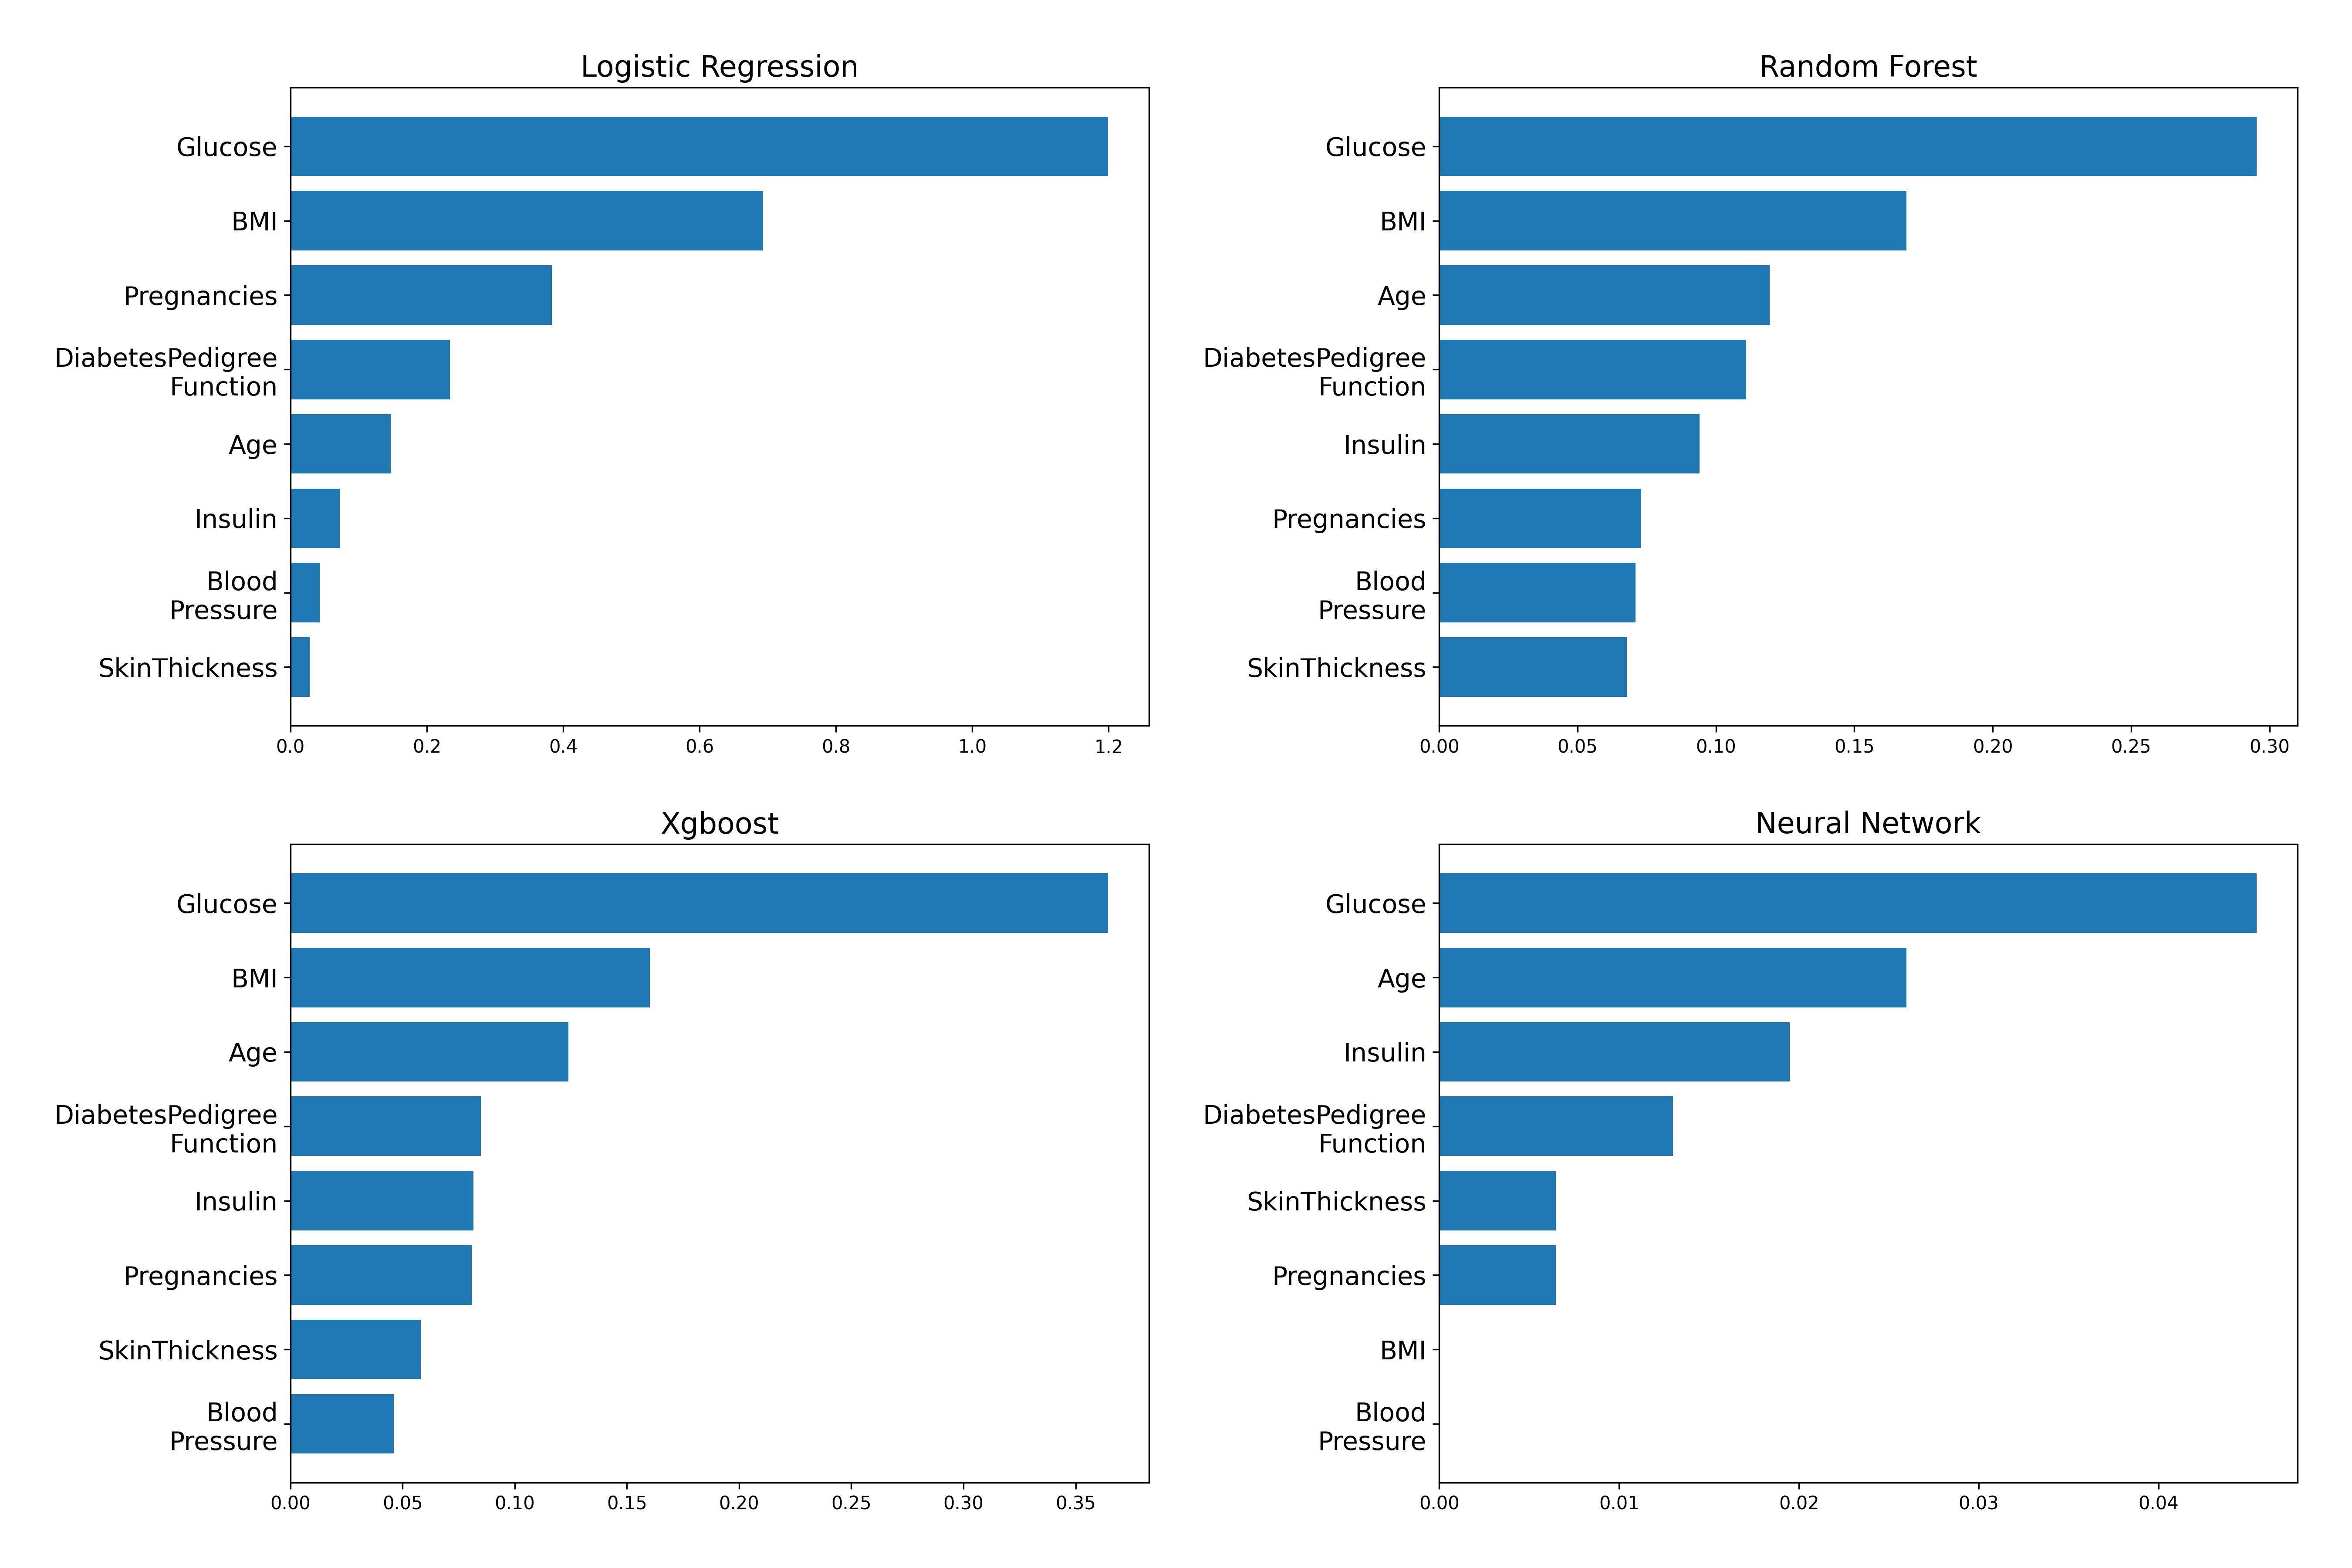 Logistic Regression
Glucose
BMI
Pregnancies
DiabetesPedigree
Function
Age
Insulin
Blood
Pressure
SkinThickness
0.0 0.2 0.4 0.6 0.8 1.0 1.2
Random Forest
Glucose
BMI
Age
DiabetesPedigree
Function
Insulin
Pregnancies
Blood
Pressure
SkinThickness
0.00 0.05 0.10 0.15 0.20 0.25 0.30
Xgboost
Glucose
BMI
Age
DiabetesPedigree
Function
Insulin
Pregnancies
SkinThickness
Blood
Pressure
0.00 0.05 0.10 0.15 0.20 0.25 0.30 0.35
Neural Network
Glucose
Age
Insulin
DiabetesPedigree
Function
SkinThickness
Pregnancies
BMI
Blood
Pressure
0.00 0.01 0.02 0.03 0.04